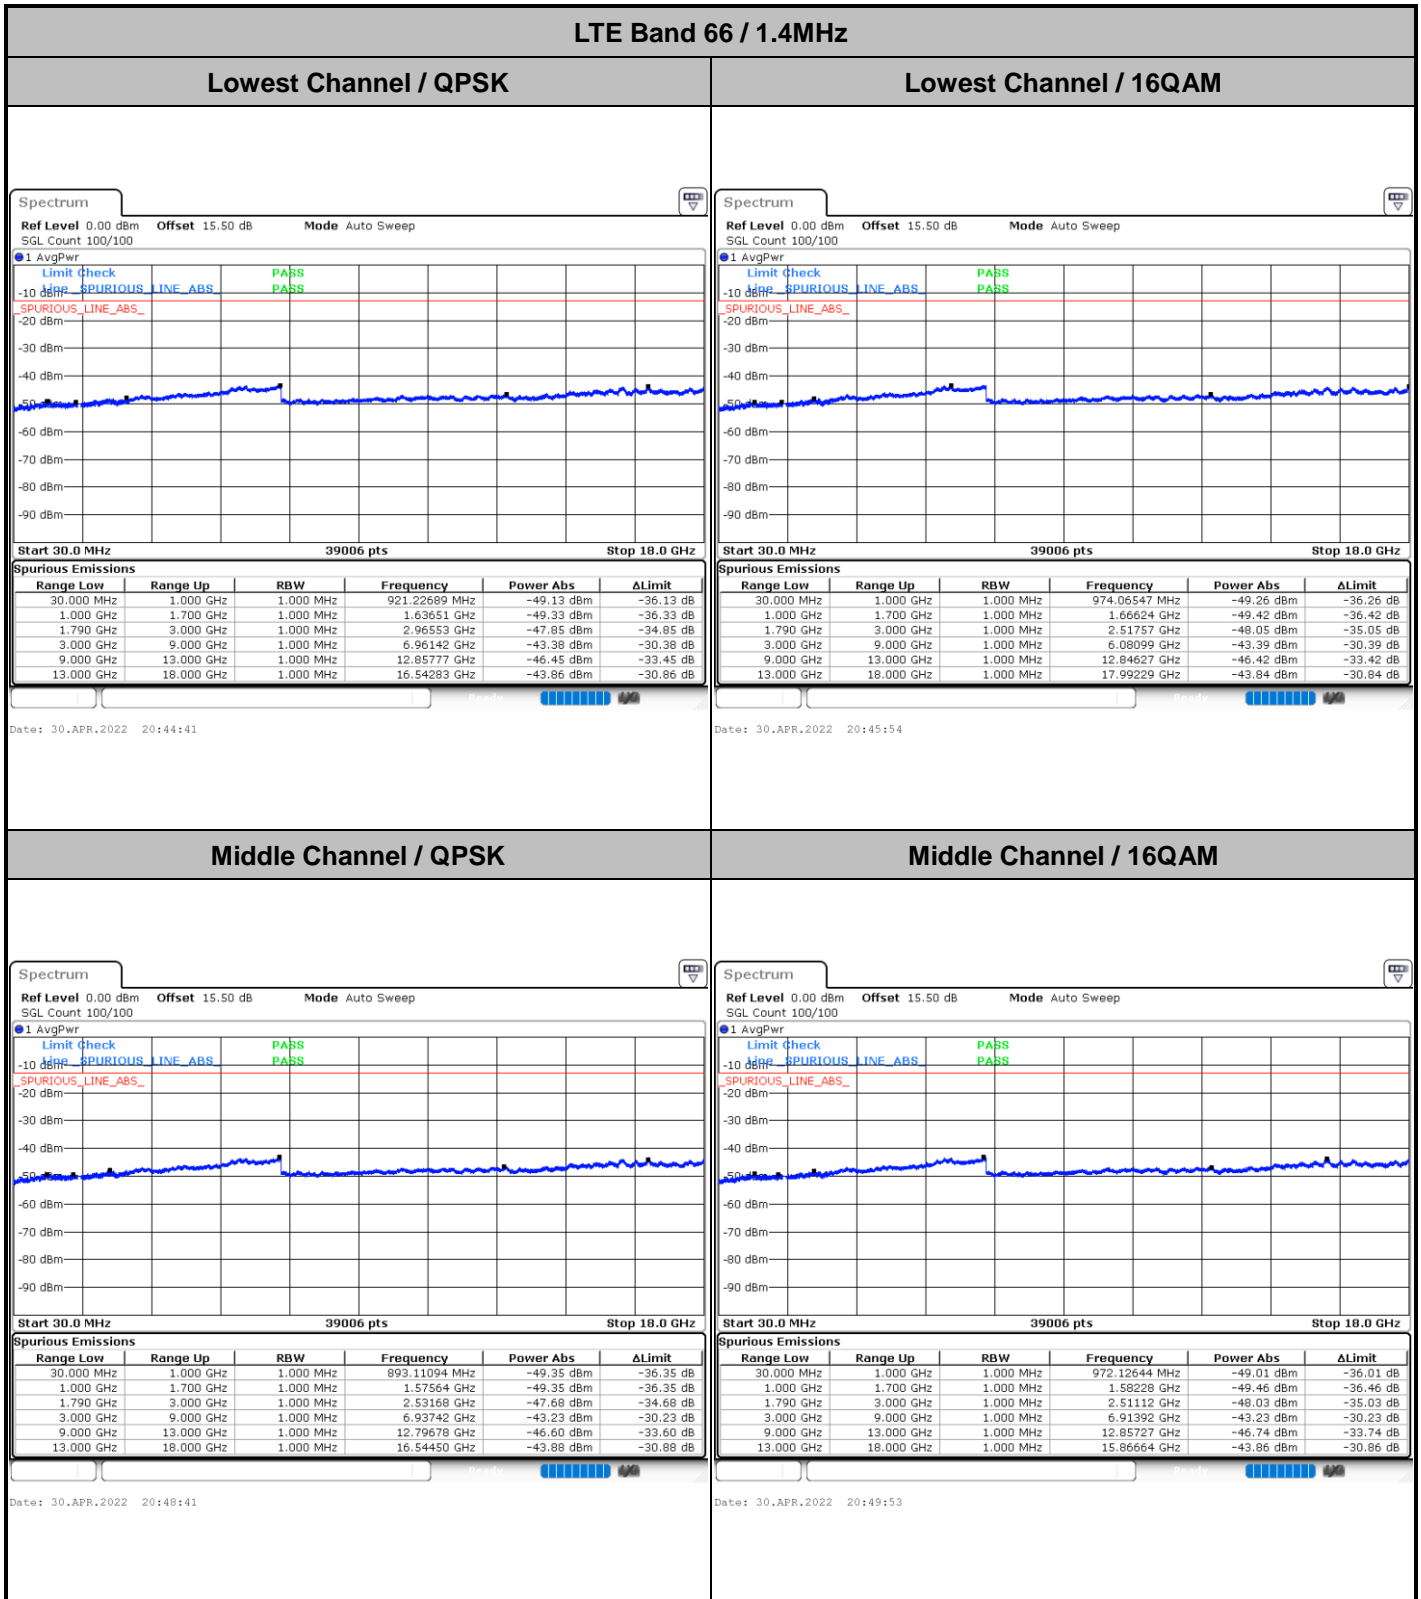 LTE Band 66 / 1.4MHz
Lowest Channel / QPSK
Lowest Channel / 16QAM
Spectrum
Ref Level 0.00 dBm Offset 15.50 dB Mode Auto Sweep
SGL Count 100/100
1 AvgPwr
Limit Check PASS
-10 dBm Line _SPURIOUS_LINE_ABS_ PASS
_SPURIOUS_LINE_ABS_
-20 dBm
-30 dBm
-40 dBm
-50 dBm
-60 dBm
-70 dBm
-80 dBm
-90 dBm
Start 30.0 MHz 39006 pts Stop 18.0 GHz
Spurious Emissions
Range Low Range Up RBW Frequency Power Abs ΔLimit
30.000 MHz 1.000 GHz 1.000 MHz 921.22689 MHz -49.13 dBm -36.13 dB
1.000 GHz 1.700 GHz 1.000 MHz 1.63651 GHz -49.33 dBm -36.33 dB
1.790 GHz 3.000 GHz 1.000 MHz 2.96553 GHz -47.85 dBm -34.85 dB
3.000 GHz 9.000 GHz 1.000 MHz 6.96142 GHz -43.38 dBm -30.38 dB
9.000 GHz 13.000 GHz 1.000 MHz 12.85777 GHz -46.45 dBm -33.45 dB
13.000 GHz 18.000 GHz 1.000 MHz 16.54283 GHz -43.86 dBm -30.86 dB
Ready
Date: 30.APR.2022 20:44:41
Spectrum
Ref Level 0.00 dBm Offset 15.50 dB Mode Auto Sweep
SGL Count 100/100
1 AvgPwr
Limit Check PASS
-10 dBm Line _SPURIOUS_LINE_ABS_ PASS
_SPURIOUS_LINE_ABS_
-20 dBm
-30 dBm
-40 dBm
-50 dBm
-60 dBm
-70 dBm
-80 dBm
-90 dBm
Start 30.0 MHz 39006 pts Stop 18.0 GHz
Spurious Emissions
Range Low Range Up RBW Frequency Power Abs ΔLimit
30.000 MHz 1.000 GHz 1.000 MHz 974.06547 MHz -49.26 dBm -36.26 dB
1.000 GHz 1.700 GHz 1.000 MHz 1.66624 GHz -49.42 dBm -36.42 dB
1.790 GHz 3.000 GHz 1.000 MHz 2.51757 GHz -48.05 dBm -35.05 dB
3.000 GHz 9.000 GHz 1.000 MHz 6.08099 GHz -43.39 dBm -30.39 dB
9.000 GHz 13.000 GHz 1.000 MHz 12.84627 GHz -46.42 dBm -33.42 dB
13.000 GHz 18.000 GHz 1.000 MHz 17.99229 GHz -43.84 dBm -30.84 dB
Ready
Date: 30.APR.2022 20:45:54
Middle Channel / QPSK
Middle Channel / 16QAM
Spectrum
Ref Level 0.00 dBm Offset 15.50 dB Mode Auto Sweep
SGL Count 100/100
1 AvgPwr
Limit Check PASS
-10 dBm Line _SPURIOUS_LINE_ABS_ PASS
_SPURIOUS_LINE_ABS_
-20 dBm
-30 dBm
-40 dBm
-50 dBm
-60 dBm
-70 dBm
-80 dBm
-90 dBm
Start 30.0 MHz 39006 pts Stop 18.0 GHz
Spurious Emissions
Range Low Range Up RBW Frequency Power Abs ΔLimit
30.000 MHz 1.000 GHz 1.000 MHz 893.11094 MHz -49.35 dBm -36.35 dB
1.000 GHz 1.700 GHz 1.000 MHz 1.57564 GHz -49.35 dBm -36.35 dB
1.790 GHz 3.000 GHz 1.000 MHz 2.53168 GHz -47.68 dBm -34.68 dB
3.000 GHz 9.000 GHz 1.000 MHz 6.93742 GHz -43.23 dBm -30.23 dB
9.000 GHz 13.000 GHz 1.000 MHz 12.79678 GHz -46.60 dBm -33.60 dB
13.000 GHz 18.000 GHz 1.000 MHz 16.54450 GHz -43.88 dBm -30.88 dB
Ready
Date: 30.APR.2022 20:48:41
Spectrum
Ref Level 0.00 dBm Offset 15.50 dB Mode Auto Sweep
SGL Count 100/100
1 AvgPwr
Limit Check PASS
-10 dBm Line _SPURIOUS_LINE_ABS_ PASS
_SPURIOUS_LINE_ABS_
-20 dBm
-30 dBm
-40 dBm
-50 dBm
-60 dBm
-70 dBm
-80 dBm
-90 dBm
Start 30.0 MHz 39006 pts Stop 18.0 GHz
Spurious Emissions
Range Low Range Up RBW Frequency Power Abs ΔLimit
30.000 MHz 1.000 GHz 1.000 MHz 972.12644 MHz -49.01 dBm -36.01 dB
1.000 GHz 1.700 GHz 1.000 MHz 1.58228 GHz -49.46 dBm -36.46 dB
1.790 GHz 3.000 GHz 1.000 MHz 2.51112 GHz -48.03 dBm -35.03 dB
3.000 GHz 9.000 GHz 1.000 MHz 6.91392 GHz -43.23 dBm -30.23 dB
9.000 GHz 13.000 GHz 1.000 MHz 12.85727 GHz -46.74 dBm -33.74 dB
13.000 GHz 18.000 GHz 1.000 MHz 15.86664 GHz -43.86 dBm -30.86 dB
Ready
Date: 30.APR.2022 20:49:53